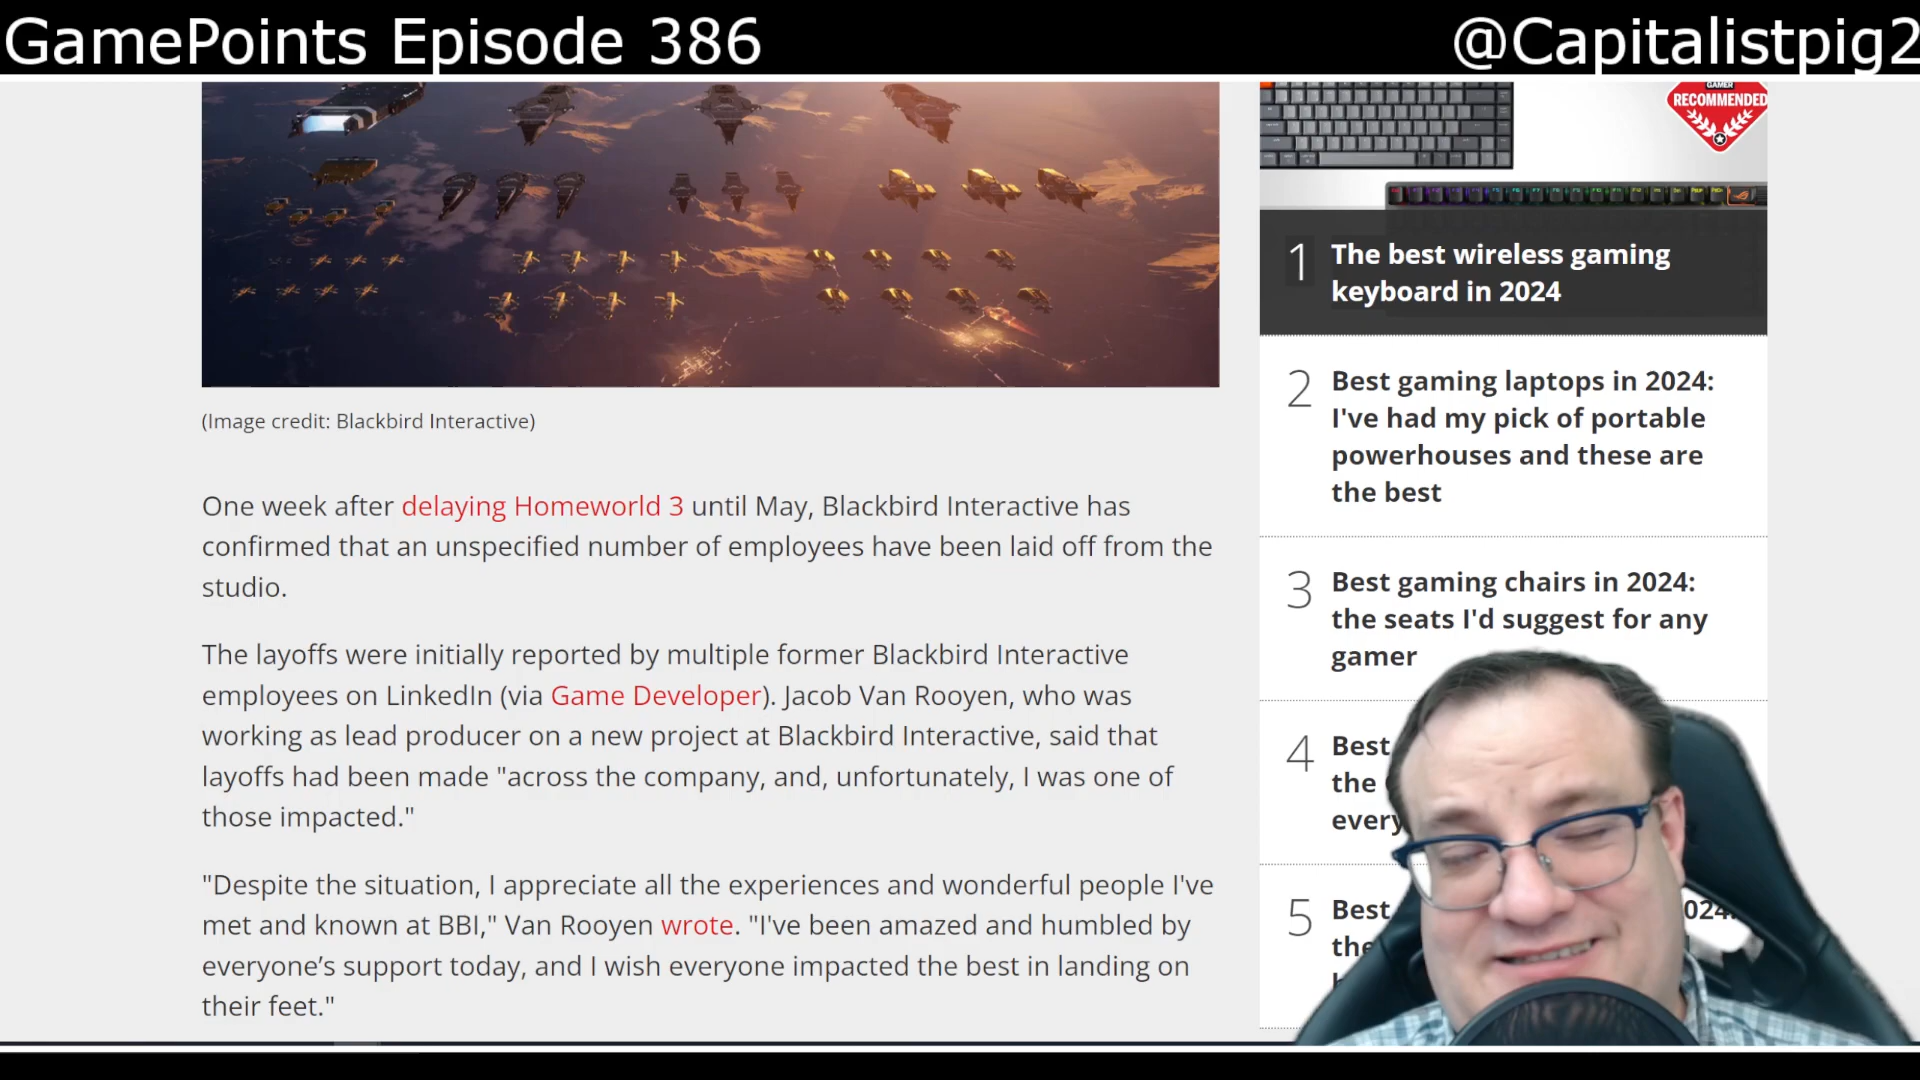 GamePoints Episode 386
@Capitalistpig2
GAMER
RECOMMENDED
1 The best wireless gaming
keyboard in 2024
2 Best gaming laptops in 2024:
I've had my pick of portable
powerhouses and these are
the best
3 Best gaming chairs in 2024:
the seats I'd suggest for any
gamer
4 Best
the
every
5 Best 024:
the
(Image credit: Blackbird Interactive)
One week after delaying Homeworld 3 until May, Blackbird Interactive has
confirmed that an unspecified number of employees have been laid off from the
studio.
The layoffs were initially reported by multiple former Blackbird Interactive
employees on LinkedIn (via Game Developer). Jacob Van Rooyen, who was
working as lead producer on a new project at Blackbird Interactive, said that
layoffs had been made "across the company, and, unfortunately, I was one of
those impacted."
"Despite the situation, I appreciate all the experiences and wonderful people I've
met and known at BBI," Van Rooyen wrote. "I've been amazed and humbled by
everyone’s support today, and I wish everyone impacted the best in landing on
their feet."